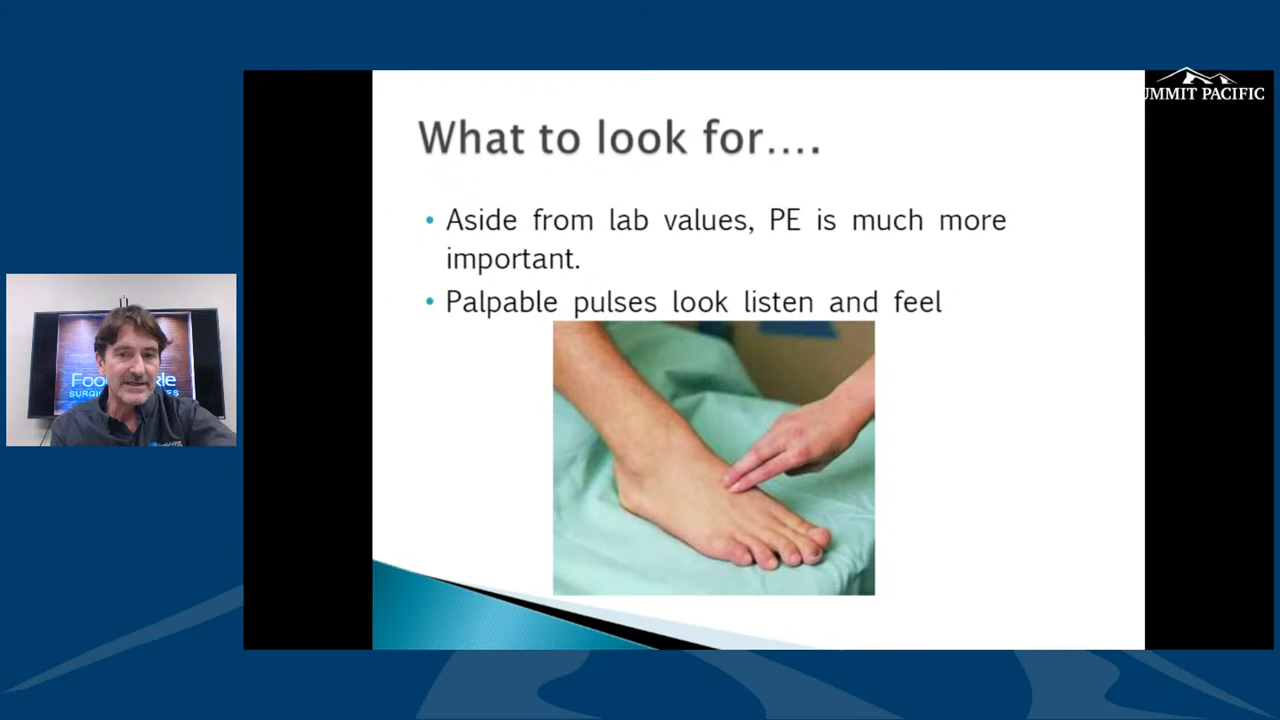 UMMIT PACIFIC
What to look for....
• Aside from lab values, PE is much more
important.
• Palpable pulses look listen and feel